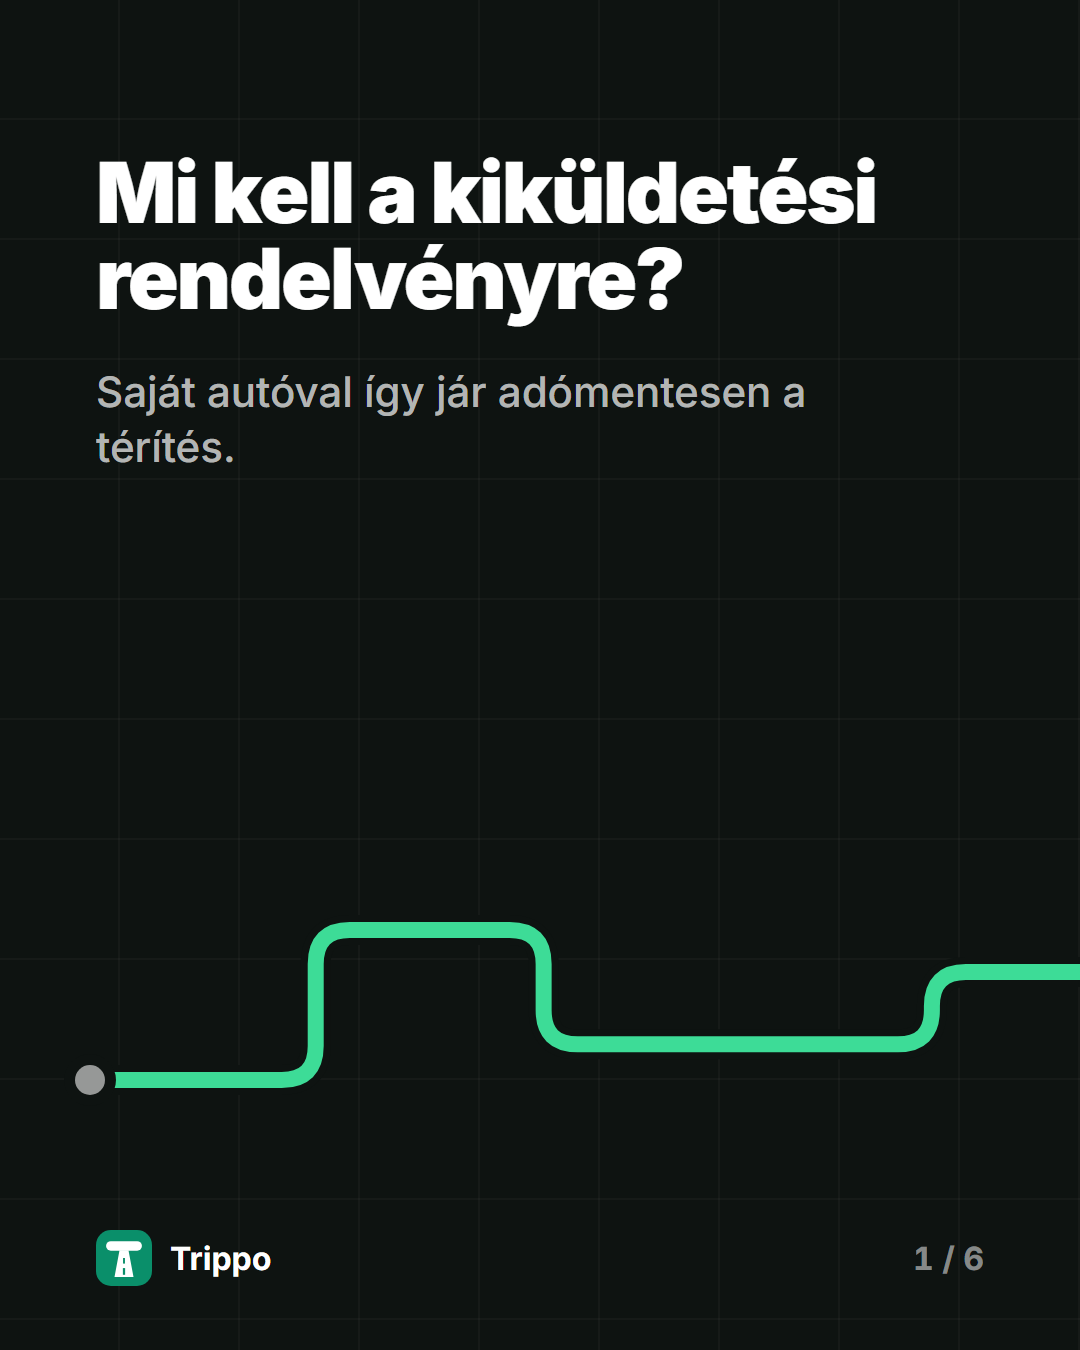 Mi kell a kiküldetési
rendelvényre?
Saját autóval így jár adómentesen a
térítés.
Trippo
1 / 6